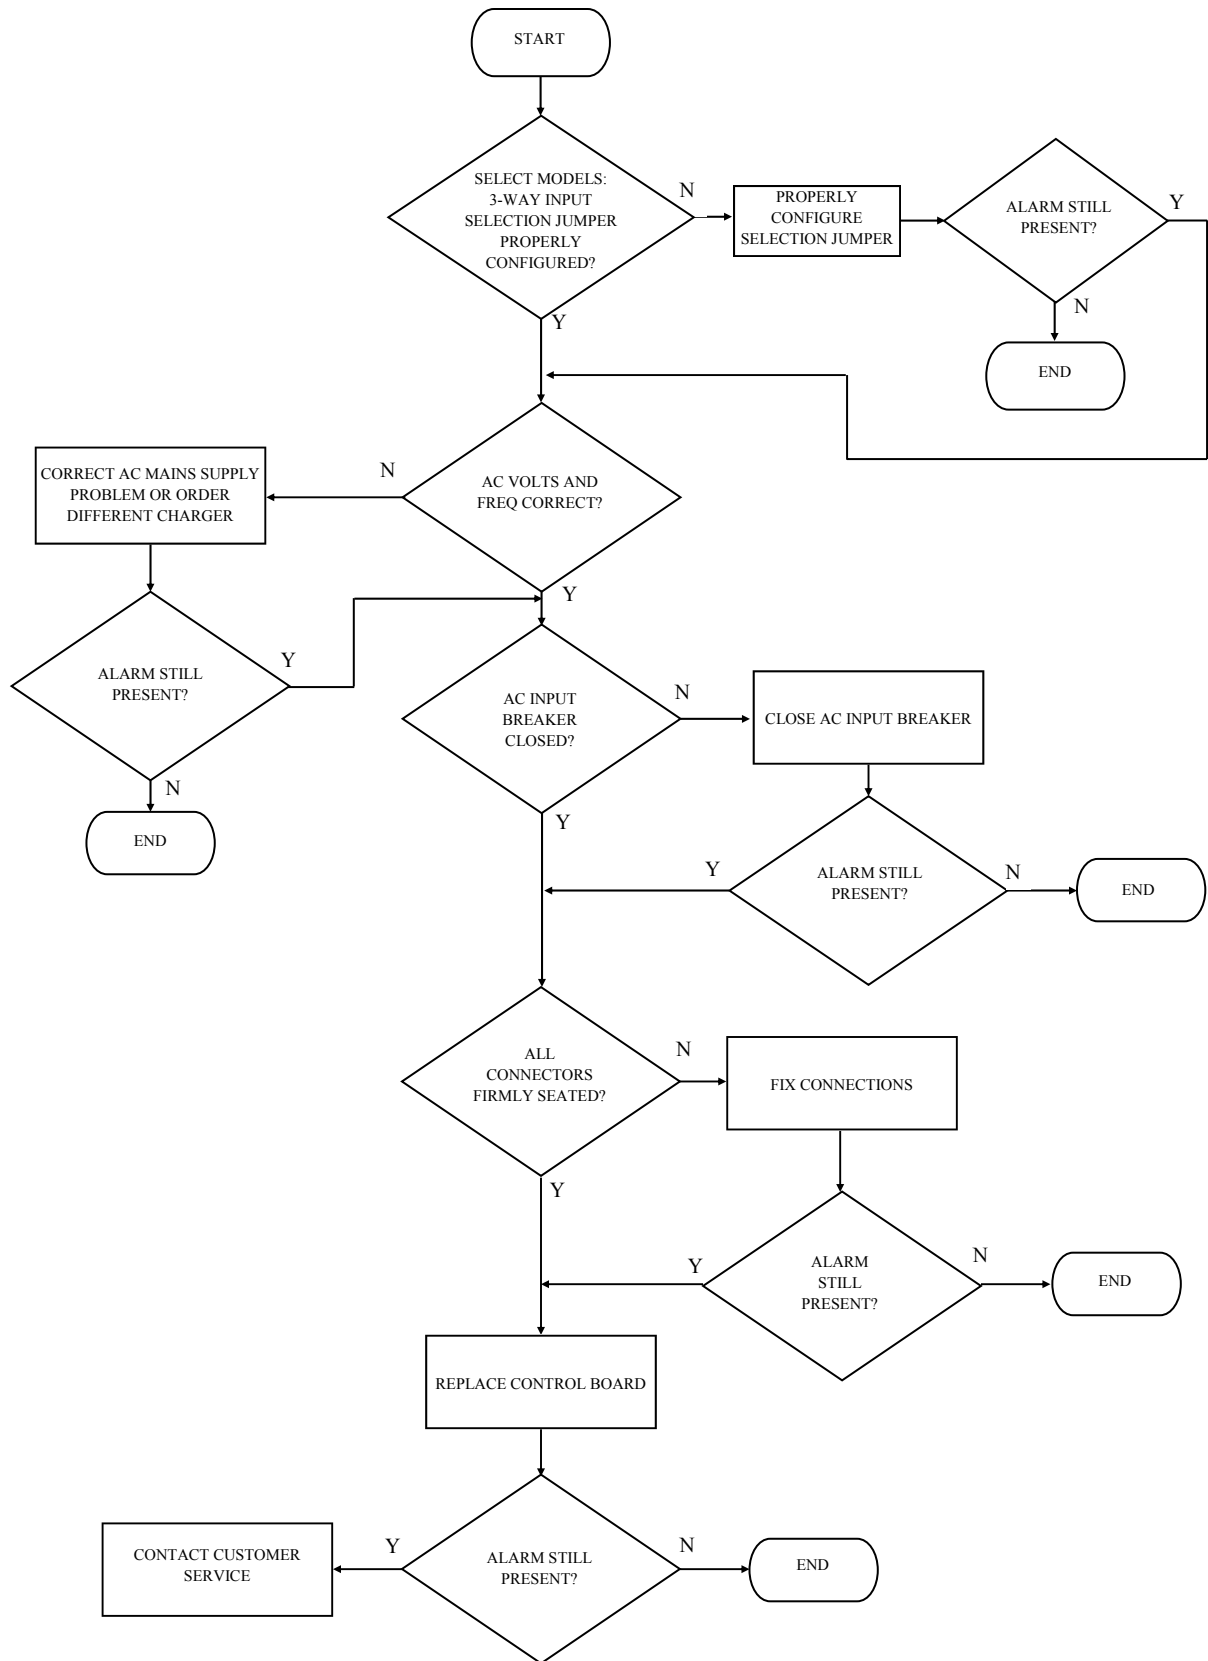 START
SELECT MODELS:
3-WAY INPUT
SELECTION JUMPER
PROPERLY
CONFIGURED?
N
PROPERLY
CONFIGURE
SELECTION JUMPER
ALARM STILL
PRESENT?
Y
N
END
Y
AC VOLTS AND
FREQ CORRECT?
N
CORRECT AC MAINS SUPPLY
PROBLEM OR ORDER
DIFFERENT CHARGER
Y
ALARM STILL
PRESENT?
Y
N
END
AC INPUT
BREAKER
CLOSED?
N
CLOSE AC INPUT BREAKER
Y
ALARM STILL
PRESENT?
Y
N
END
ALL
CONNECTORS
FIRMLY SEATED?
N
FIX CONNECTIONS
Y
ALARM
STILL
PRESENT?
Y
N
END
REPLACE CONTROL BOARD
ALARM STILL
PRESENT?
Y
CONTACT CUSTOMER
SERVICE
N
END